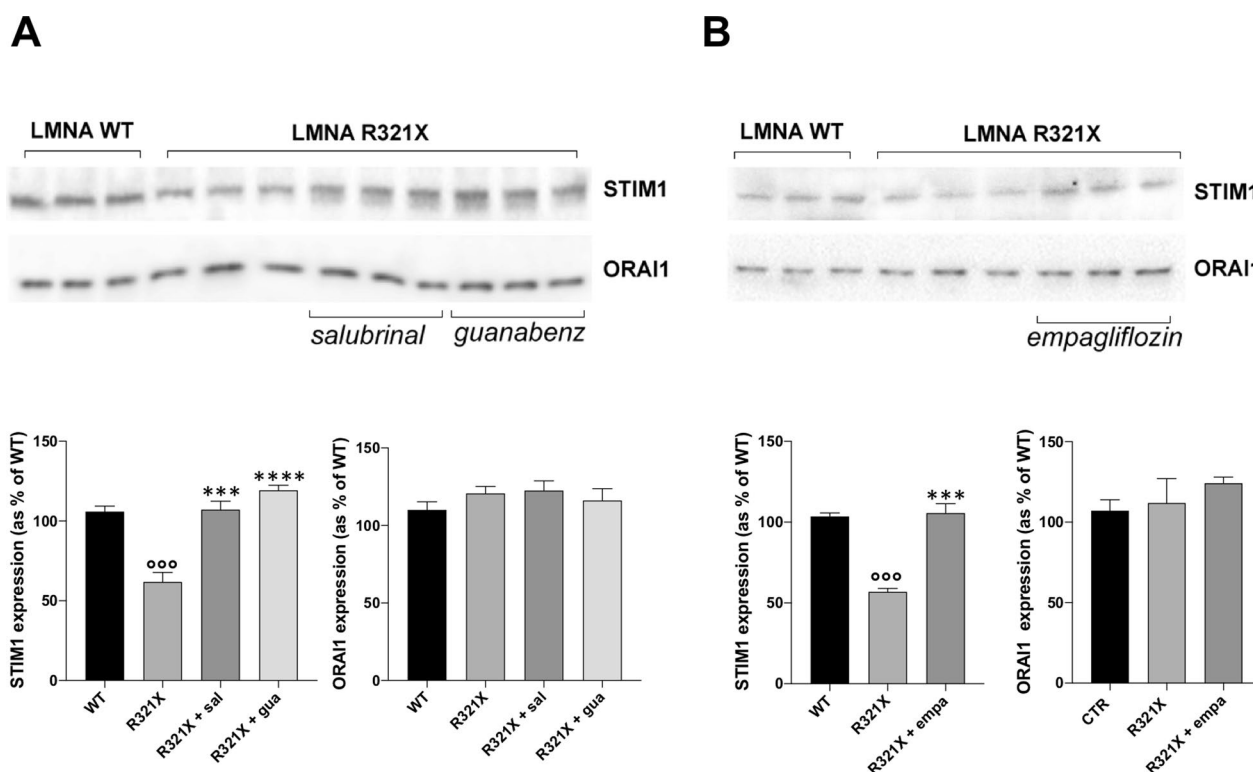 A
B
LMNA WT
LMNA R321X
STIM1
ORAI1
salubrinal
guanabenz
LMNA WT
LMNA R321X
STIM1
ORAI1
empagliflozin
STIM1 expression (as % of WT)
150
100
50
0
***
****
°°°
WT
R321X
R321X + sal
R321X + gua
ORAI1 expression (as % of WT)
150
100
50
0
WT
R321X
R321X + sal
R321X + gua
STIM1 expression (as % of WT)
150
100
50
0
***
°°°
WT
R321X
R321X + empa
ORAI1 expression (as % of WT)
150
100
50
0
CTR
R321X
R321X + empa